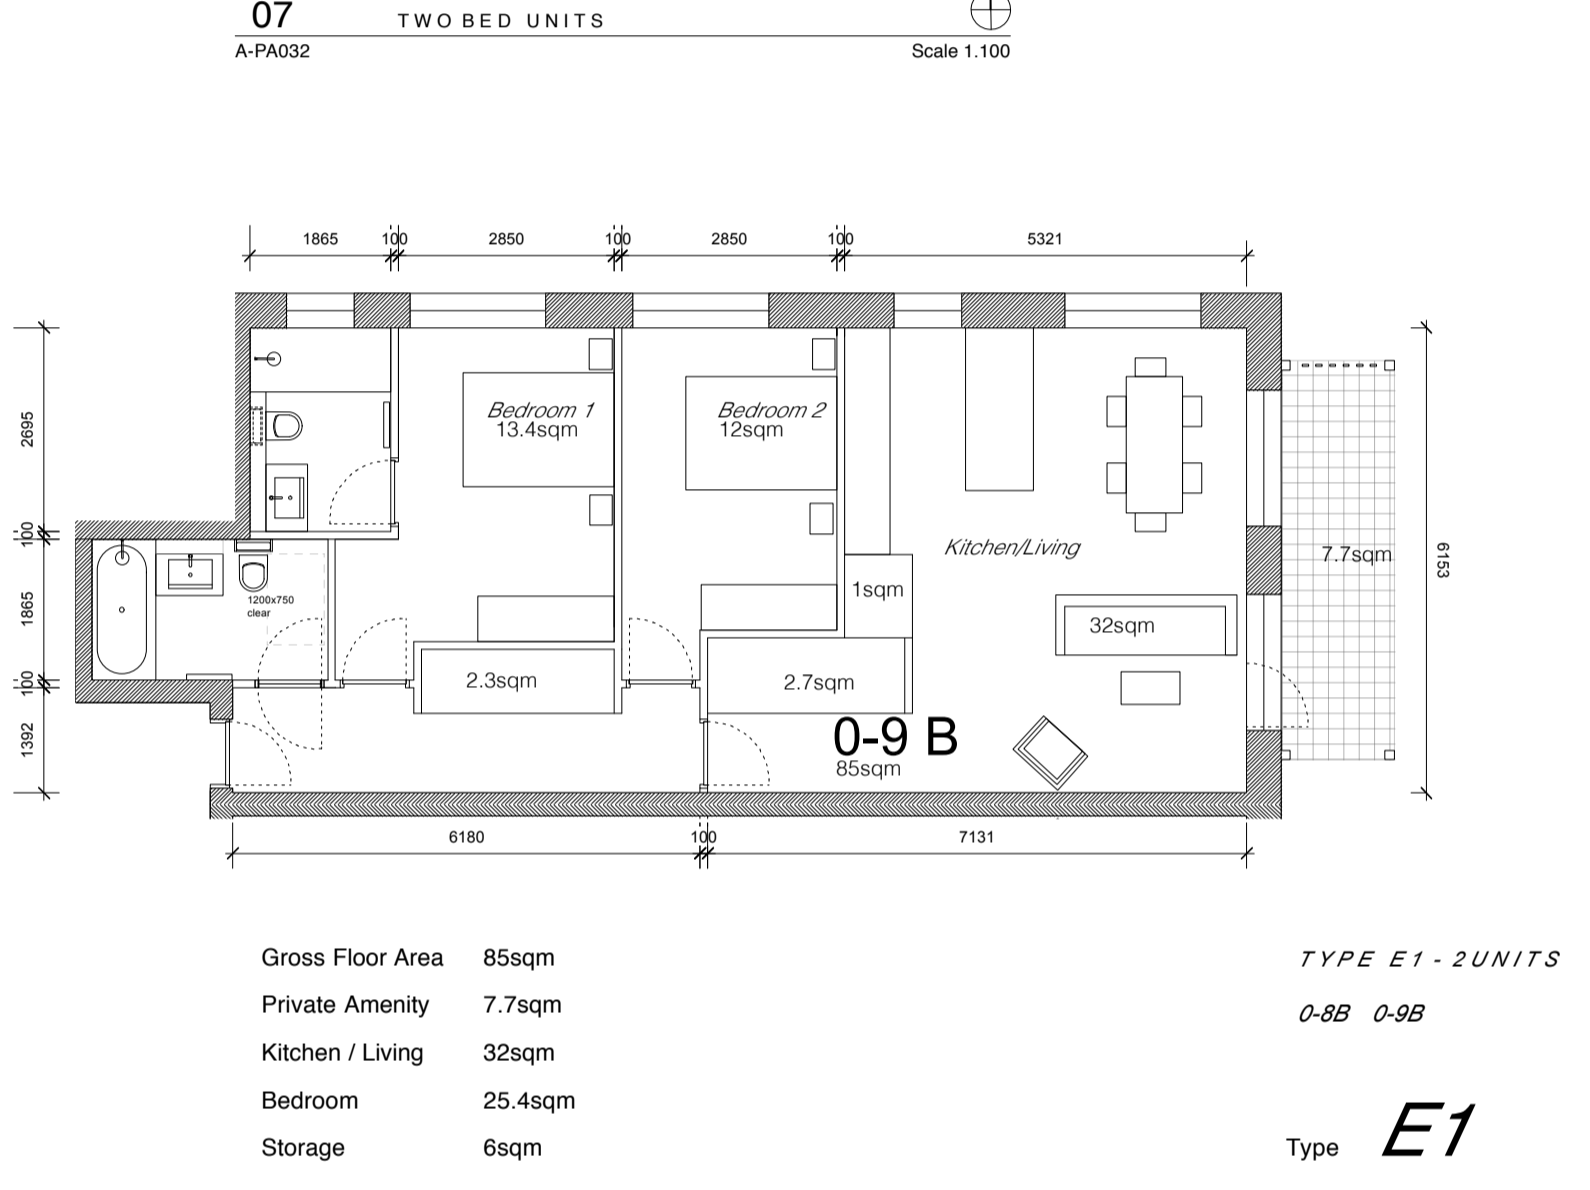 07 TWO BED UNITS
A-PA032 Scale 1.100
1865 100 2850 100 2850 100 5321
2695
100
1865
100
1392
6153
Bedroom 1
13.4sqm
Bedroom 2
12sqm
Kitchen/Living
7.7sqm
1sqm
1200x750
clear
32sqm
2.3sqm
2.7sqm
0-9 B
85sqm
6180 100 7131
Gross Floor Area 85sqm
Private Amenity 7.7sqm
Kitchen / Living 32sqm
Bedroom 25.4sqm
Storage 6sqm
TYPE E1 - 2UNITS
0-8B 0-9B
Type E1